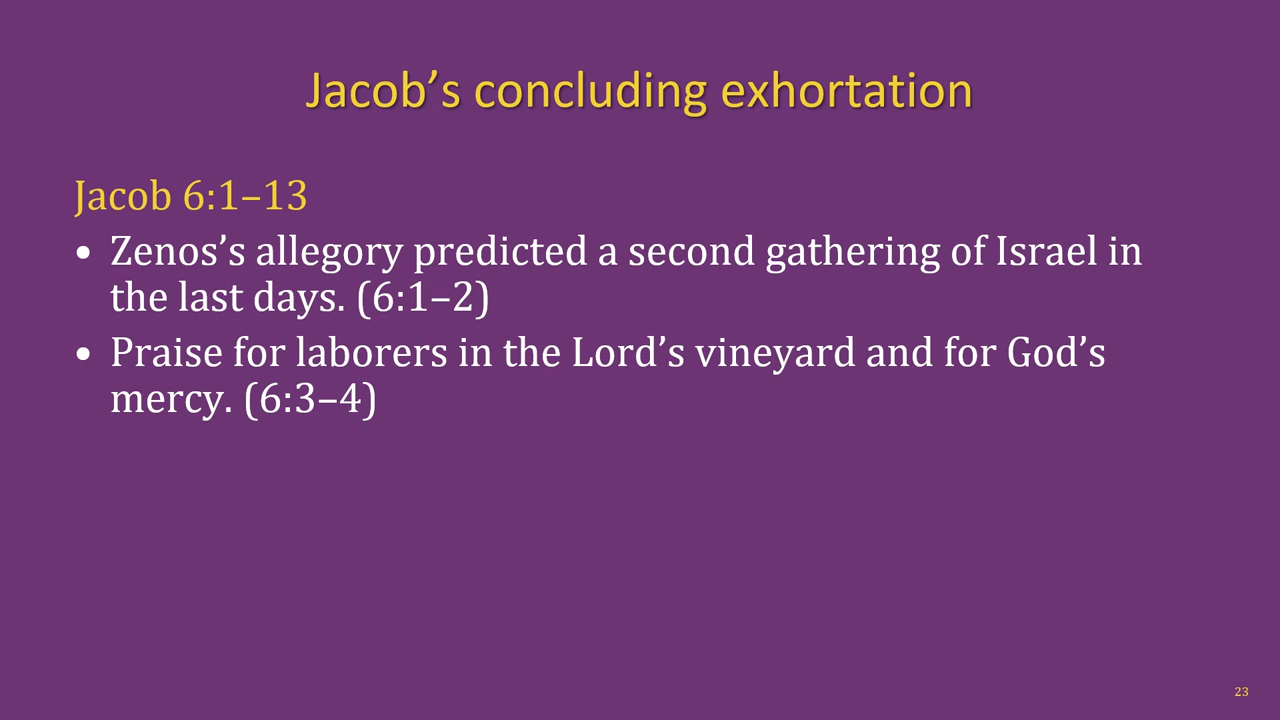 Jacob’s concluding exhortation
Jacob 6:1–13
• Zenos’s allegory predicted a second gathering of Israel in
the last days. (6:1–2)
• Praise for laborers in the Lord’s vineyard and for God’s
mercy. (6:3–4)
23